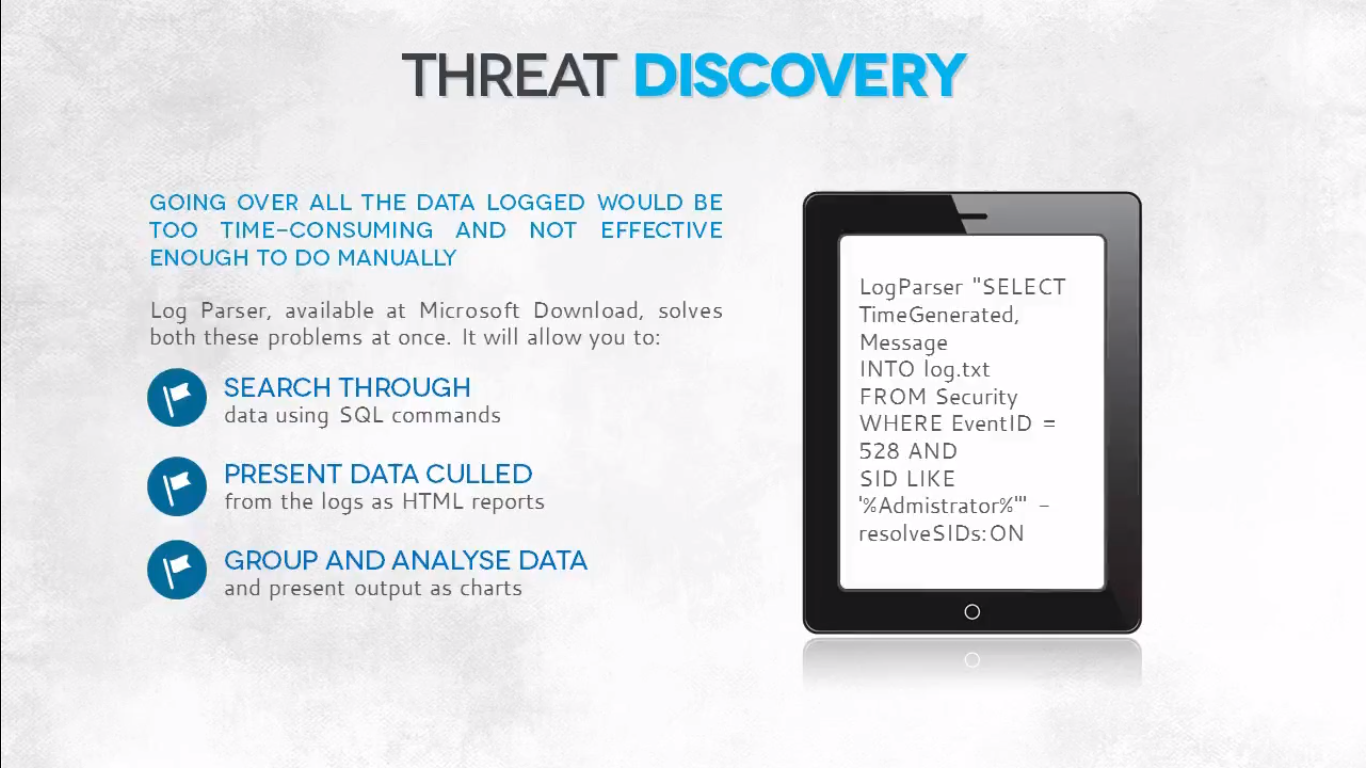 THREAT DISCOVERY
GOING OVER ALL THE DATA LOGGED WOULD BE
TOO TIME-CONSUMING AND NOT EFFECTIVE
ENOUGH TO DO MANUALLY
Log Parser, available at Microsoft Download, solves
both these problems at once. It will allow you to:
SEARCH THROUGH
data using SQL commands
PRESENT DATA CULLED
from the logs as HTML reports
GROUP AND ANALYSE DATA
and present output as charts
LogParser "SELECT
TimeGenerated,
Message
INTO log.txt
FROM Security
WHERE EventID =
528 AND
SID LIKE
'%Admistrator%'" -
resolveSIDs:ON